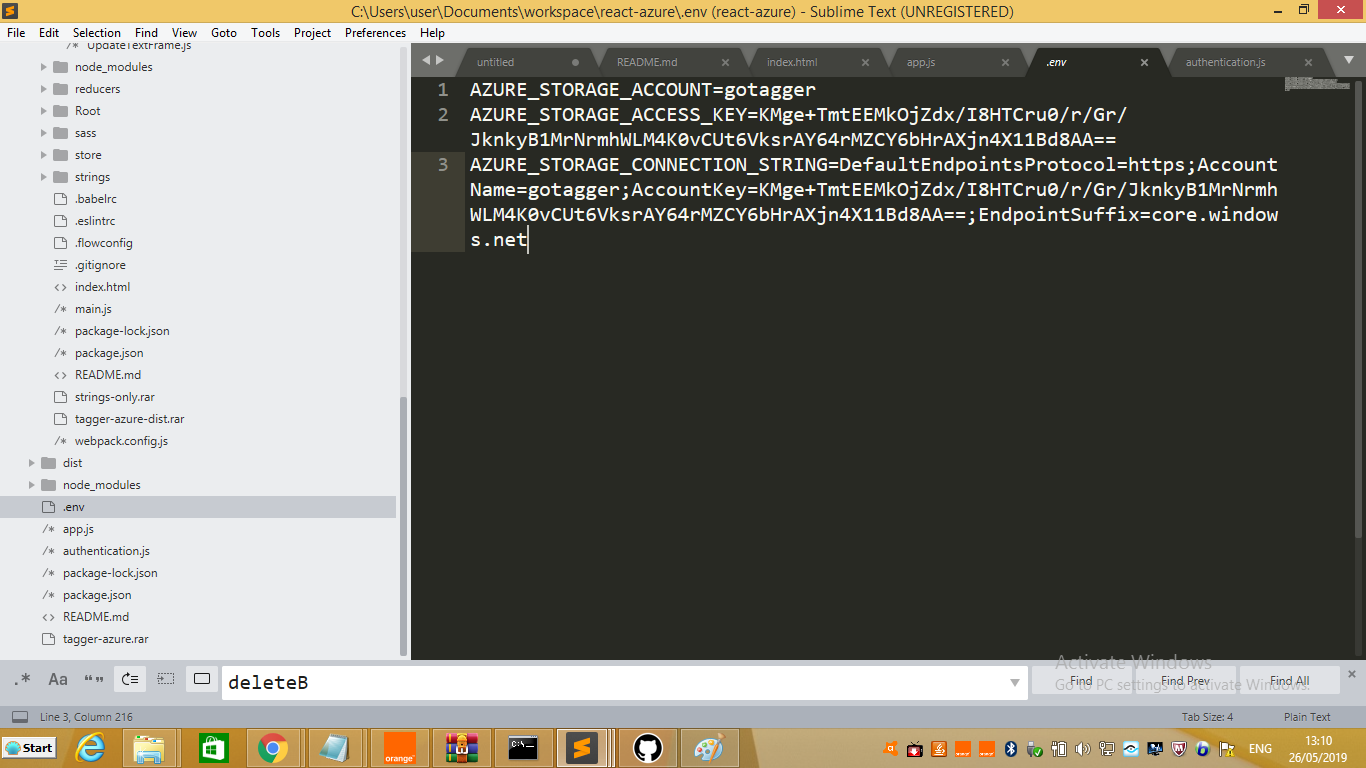 C:\Users\user\Documents\workspace\react-azure\.env (react-azure) - Sublime Text (UNREGISTERED)
File Edit Selection Find View Goto Tools Project Preferences Help
UpdateTextFrame.js
node_modules
reducers
Root
sass
store
strings
.babelrc
.eslintrc
.flowconfig
.gitignore
index.html
main.js
package-lock.json
package.json
README.md
strings-only.rar
tagger-azure-dist.rar
webpack.config.js
dist
node_modules
.env
app.js
authentication.js
package-lock.json
package.json
README.md
tagger-azure.rar
untitled README.md index.html app.js .env authentication.js
1 AZURE_STORAGE_ACCOUNT=gotagger
2 AZURE_STORAGE_ACCESS_KEY=KMge+TmtEEMkOjZdx/I8HTCru0/r/Gr/
JknkyB1MrNrmhWLM4K0vCUt6VksrAY64rMZCY6bHrAXjn4X11Bd8AA==
3 AZURE_STORAGE_CONNECTION_STRING=DefaultEndpointsProtocol=https;Account
Name=gotagger;AccountKey=KMge+TmtEEMkOjZdx/I8HTCru0/r/Gr/JknkyB1MrNrmh
WLM4K0vCUt6VksrAY64rMZCY6bHrAXjn4X11Bd8AA==;EndpointSuffix=core.window
s.net
Activate Windows
Go to PC settings to activate Windows.
.* Aa “”
deleteB
Find Find Prev Find All
Line 3, Column 216
Tab Size: 4 Plain Text
Start
orange
ENG
13:10
26/05/2019